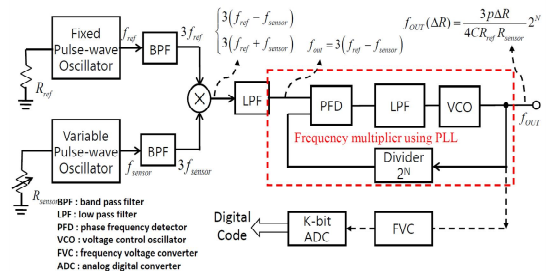 Fixed
Pulse-wave
Oscillator
f_ref
BPF
3f_ref
R_ref
Variable
Pulse-wave
Oscillator
f_sensor
BPF
3f_sensor
R_sensor
×
{3(f_ref − f_sensor)
3(f_ref + f_sensor)
f_out = 3(f_ref − f_sensor)
f_OUT(ΔR) = 3pΔR / 4CR_ref R_sensor 2^N
LPF
PFD
LPF
VCO
f_OUT
Frequency multiplier using PLL
Divider
2^N
Digital
Code
K-bit
ADC
FVC
BPF : band pass filter
LPF : low pass filter
PFD : phase frequency detector
VCO : voltage control oscillator
FVC : frequency voltage converter
ADC : analog digital converter